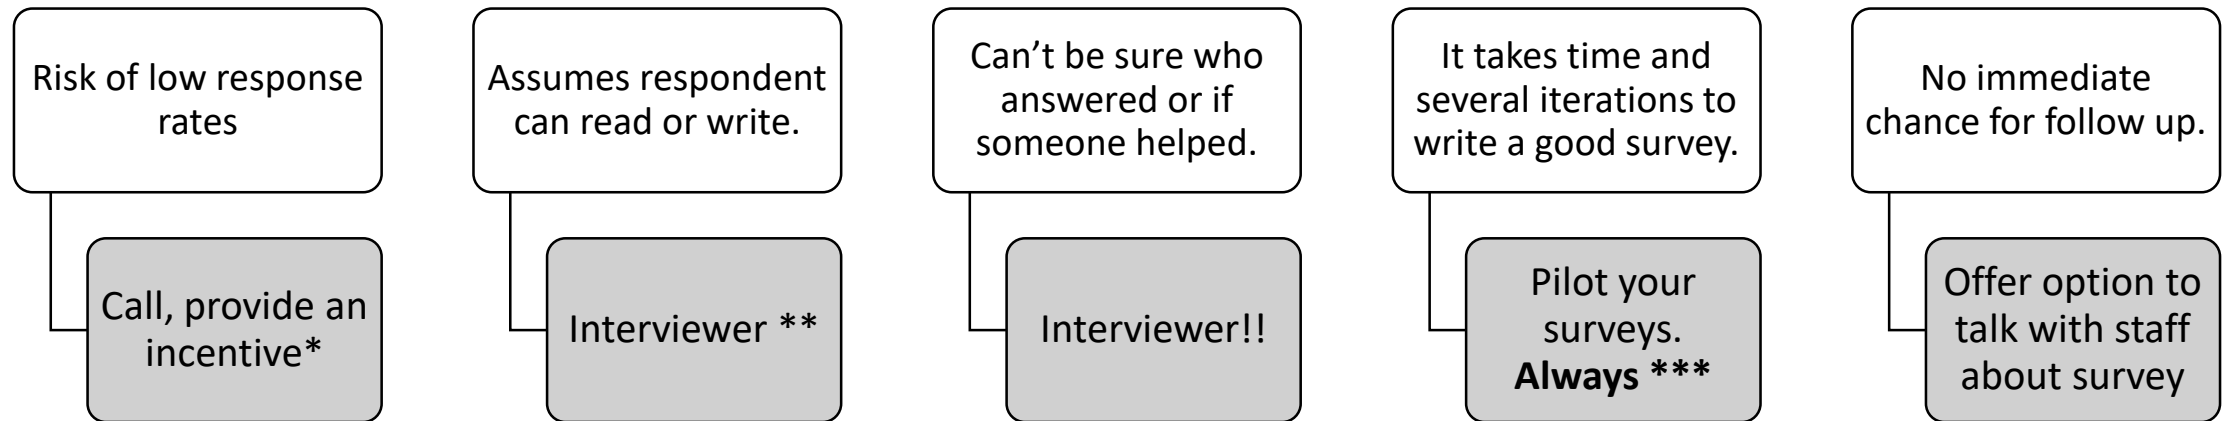 Risk of low response
rates
Call, provide an
incentive*
Assumes respondent
can read or write.
Interviewer **
Can’t be sure who
answered or if
someone helped.
Interviewer!!
It takes time and
several iterations to
write a good survey.
Pilot your
surveys.
Always ***
No immediate
chance for follow up.
Offer option to
talk with staff
about survey